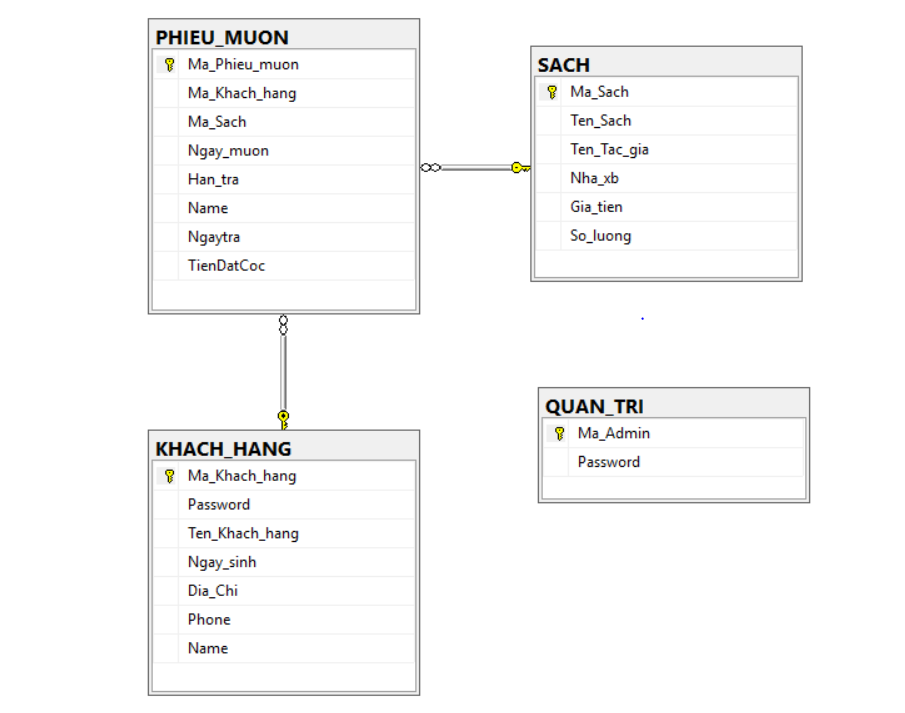 PHIEU_MUON
Ma_Phieu_muon
Ma_Khach_hang
Ma_Sach
Ngay_muon
Han_tra
Name
Ngaytra
TienDatCoc
SACH
Ma_Sach
Ten_Sach
Ten_Tac_gia
Nha_xb
Gia_tien
So_luong
KHACH_HANG
Ma_Khach_hang
Password
Ten_Khach_hang
Ngay_sinh
Dia_Chi
Phone
Name
QUAN_TRI
Ma_Admin
Password